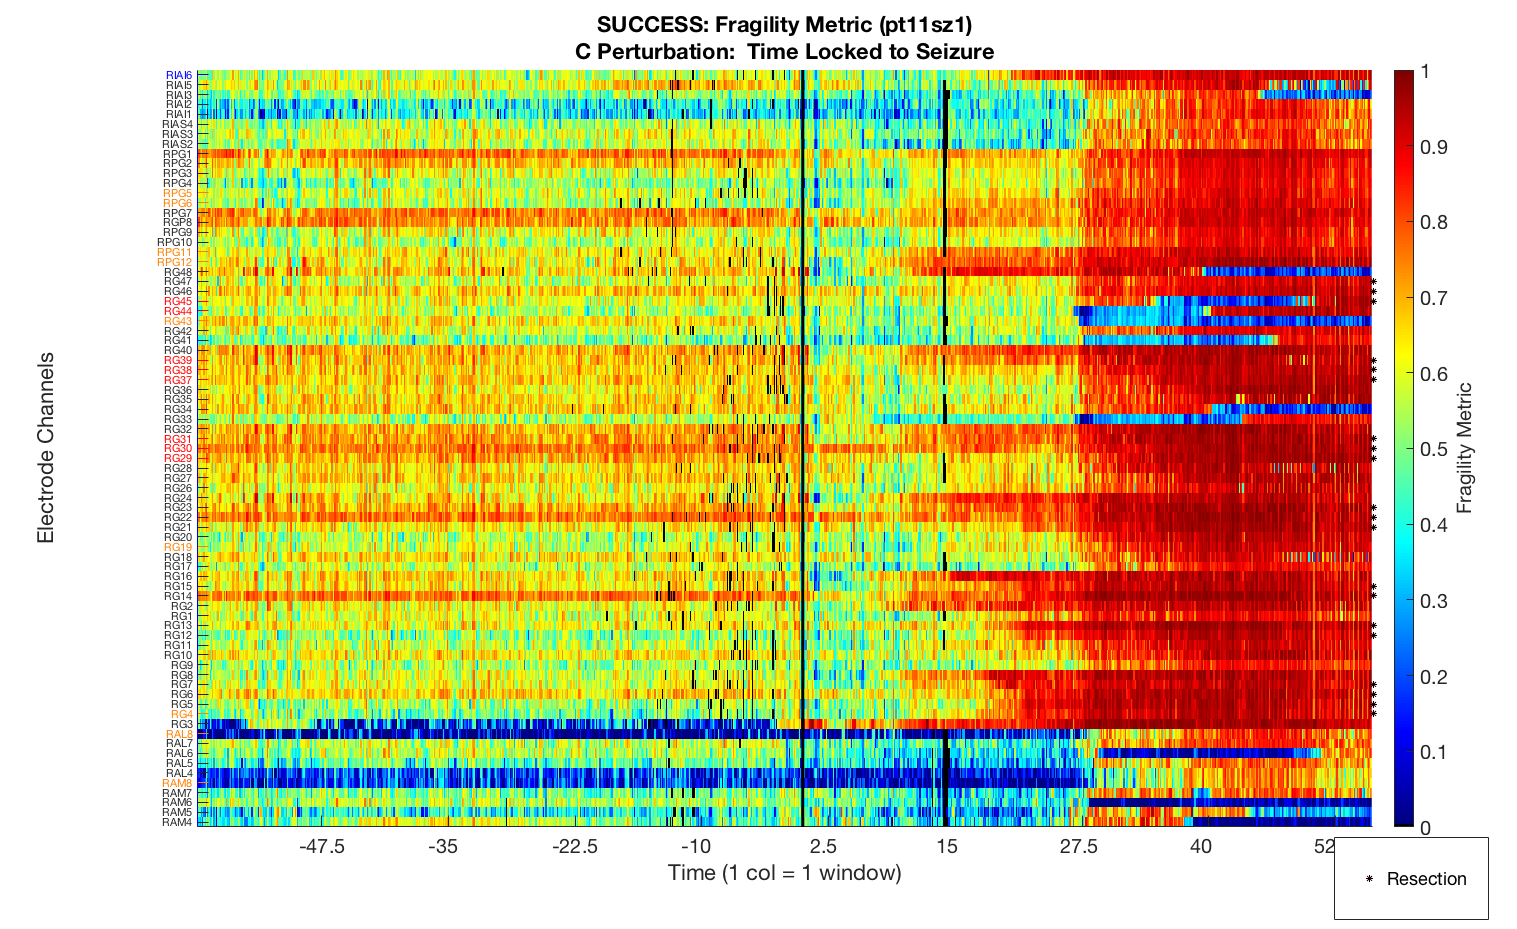 SUCCESS: Fragility Metric (pt11sz1)
C Perturbation:  Time Locked to Seizure
Electrode Channels
RIAI6
RIAI5
RIAI3
RIAI2
RIAI1
RIAS4
RIAS3
RIAS2
RPG1
RPG2
RPG3
RPG4
RPG5
RPG6
RPG7
RGP8
RPG9
RPG10
RPG11
RPG12
RG48
RG47
RG46
RG45
RG44
RG43
RG42
RG41
RG40
RG39
RG38
RG37
RG36
RG35
RG34
RG33
RG32
RG31
RG30
RG29
RG28
RG27
RG26
RG24
RG23
RG22
RG21
RG20
RG19
RG18
RG17
RG16
RG15
RG14
RG2
RG1
RG13
RG12
RG11
RG10
RG9
RG8
RG7
RG6
RG5
RG4
RG3
RAL8
RAL7
RAL6
RAL5
RAL4
RAM8
RAM7
RAM6
RAM5
RAM4
-47.5 -35 -22.5 -10 2.5 15 27.5 40 52
Time (1 col = 1 window)
1
0.9
0.8
0.7
0.6
0.5
0.4
0.3
0.2
0.1
0
Fragility Metric
* Resection